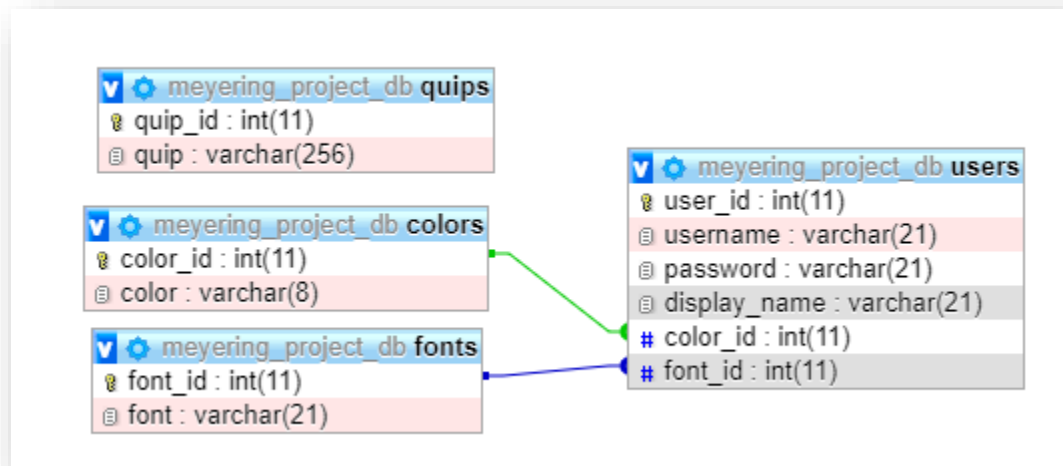 v meyering_project_db quips
quip_id : int(11)
quip : varchar(256)
v meyering_project_db colors
color_id : int(11)
color : varchar(8)
v meyering_project_db fonts
font_id : int(11)
font : varchar(21)
v meyering_project_db users
user_id : int(11)
username : varchar(21)
password : varchar(21)
display_name : varchar(21)
# color_id : int(11)
# font_id : int(11)